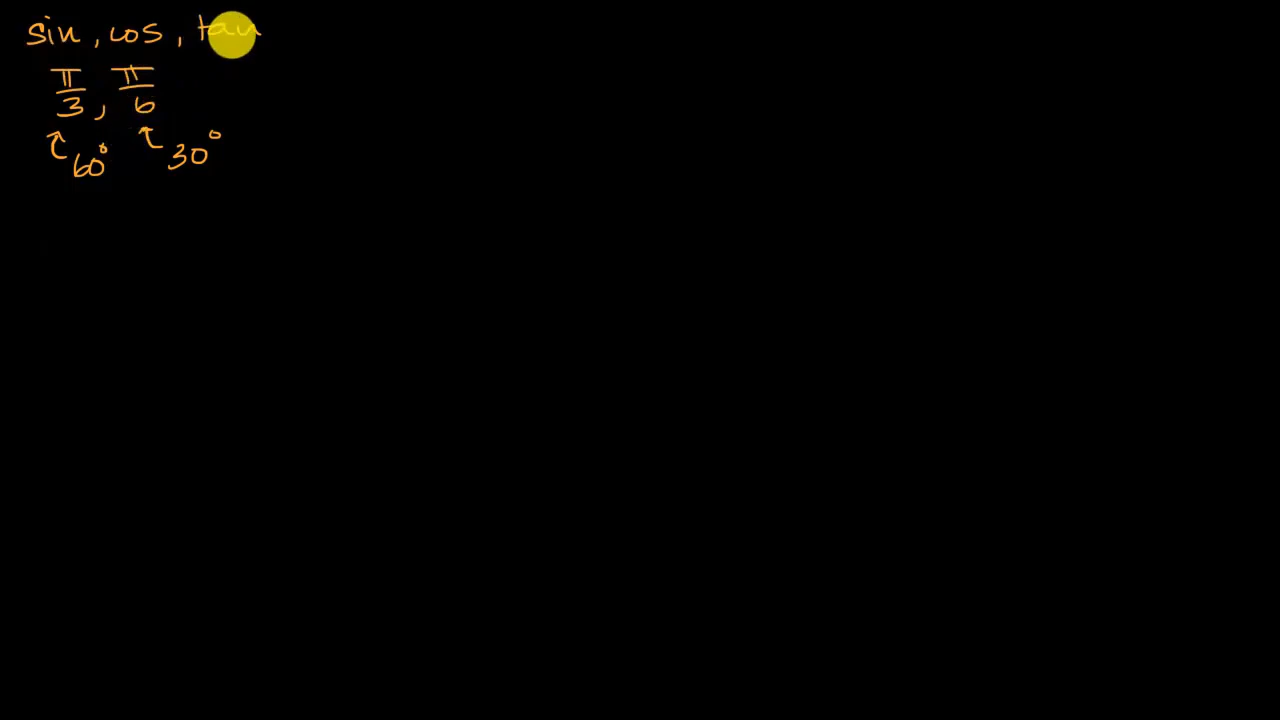 sin, cos, tan
π/3, π/6
60° 30°